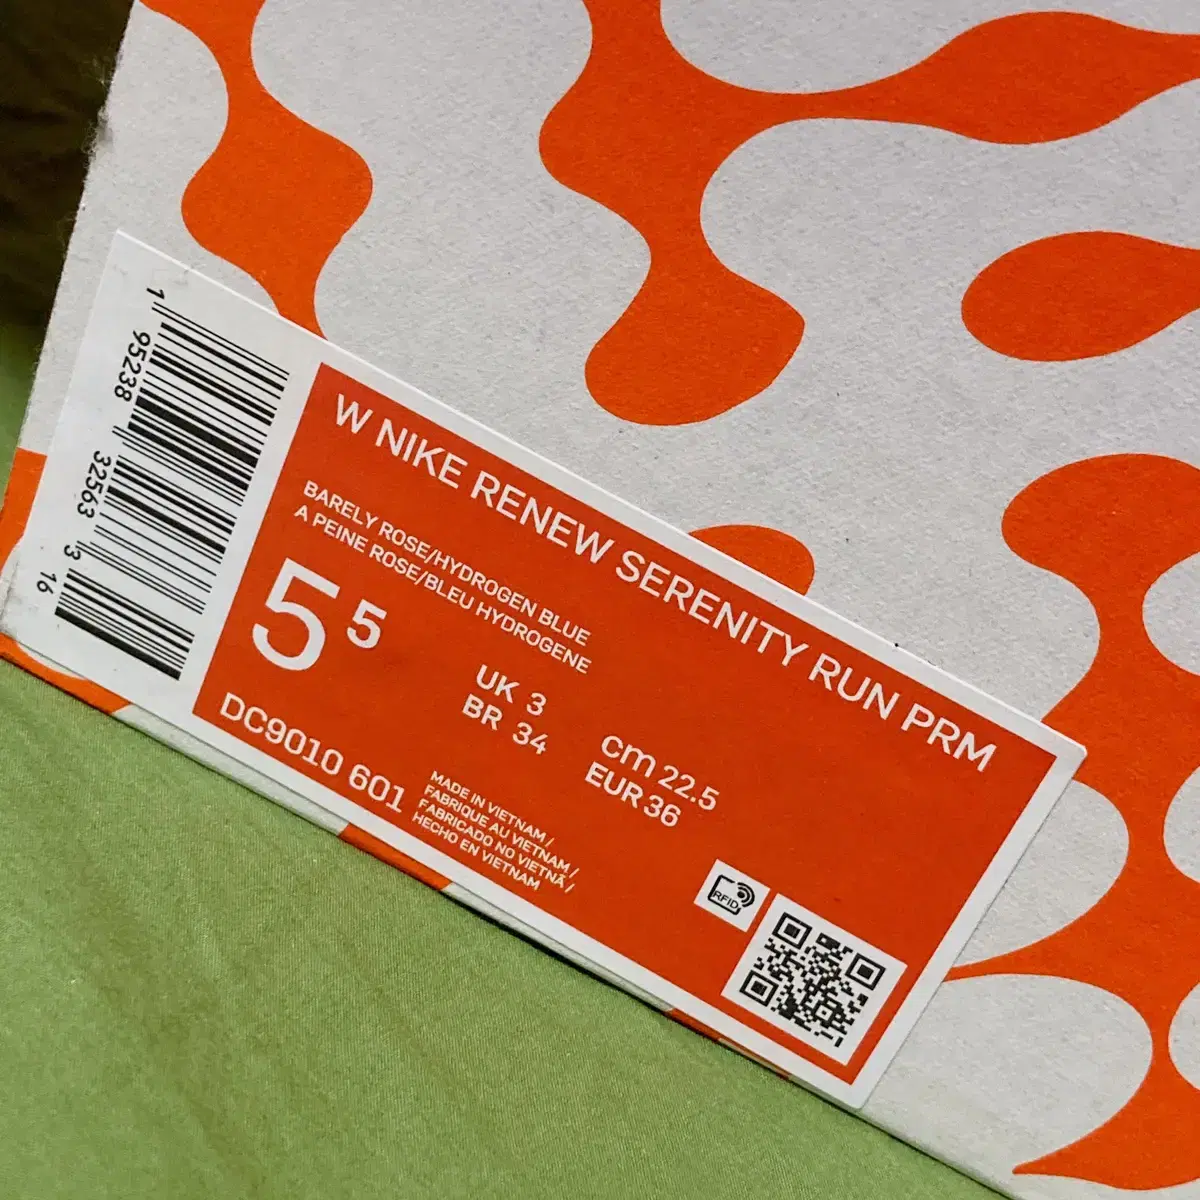 W NIKE RENEW SERENITY RUN PRM
BARELY ROSE/HYDROGEN BLUE
A PEINE ROSE/BLEU HYDROGENE
5 5
UK 3
BR 34
cm 22.5
EUR 36
DC9010 601
MADE IN VIETNAM /
FABRIQUE AU VIETNAM /
FABRICADO NO VIETNÃ /
HECHO EN VIETNAM
RFID
1 95238 32563 3 16